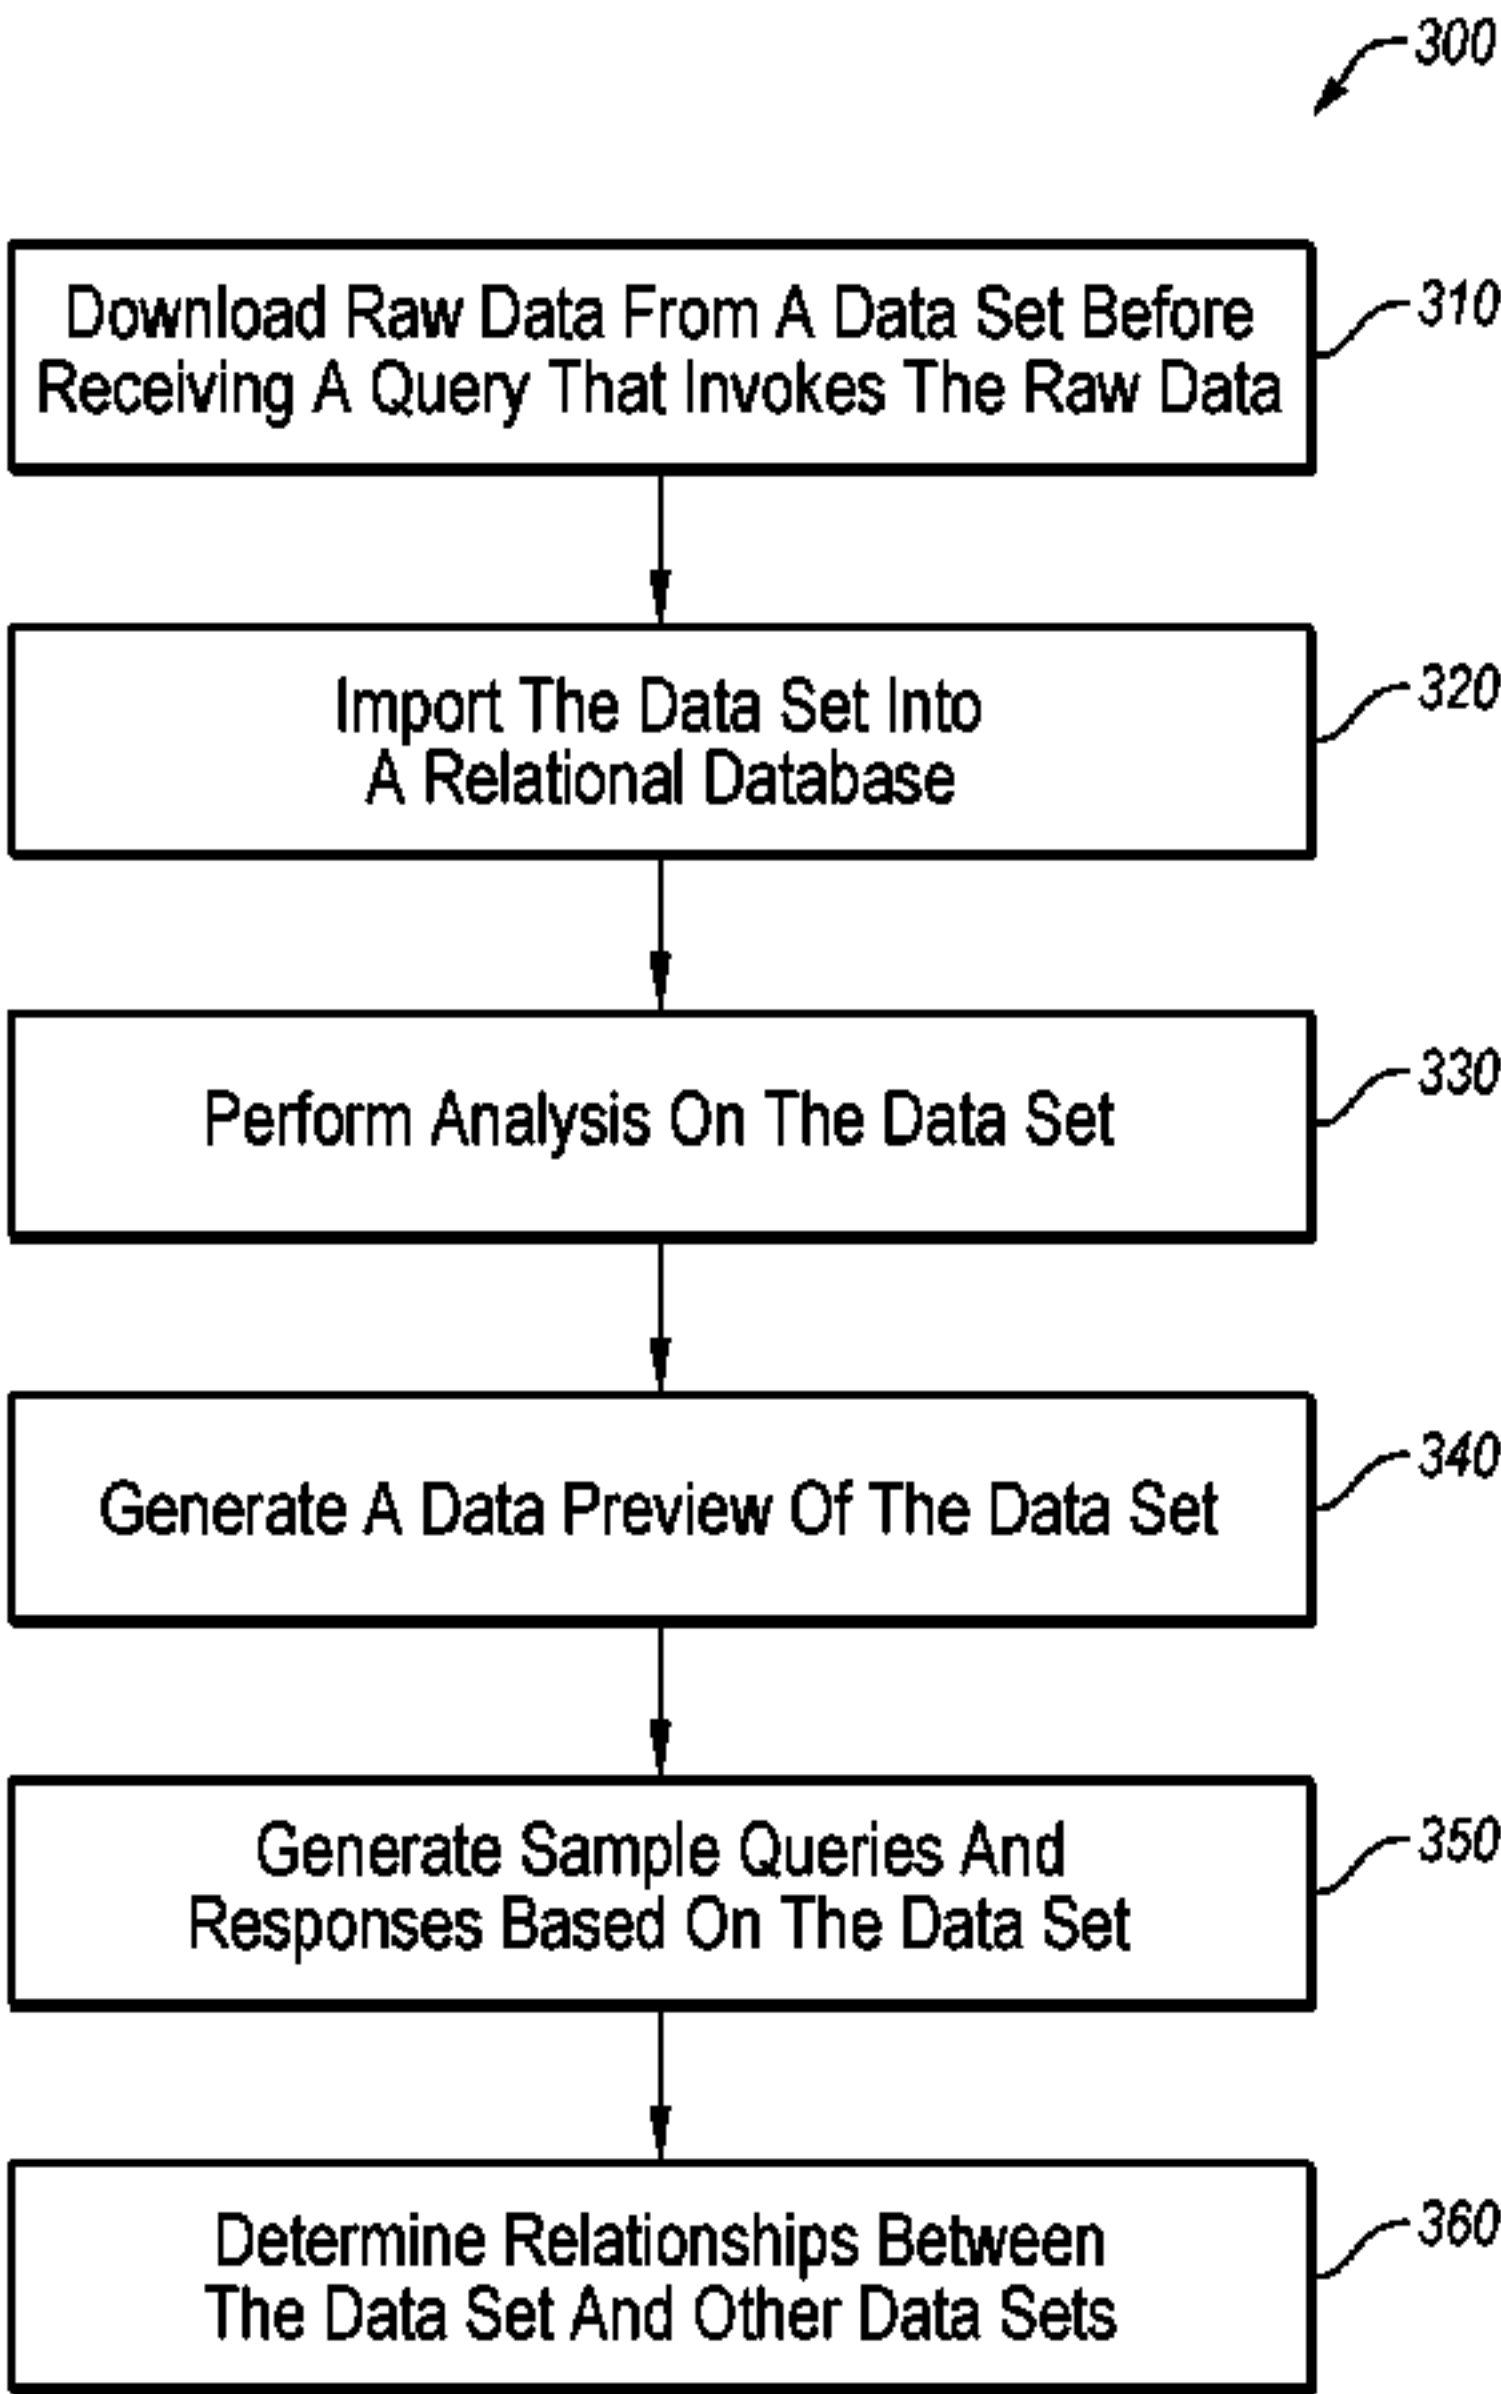 300
Download Raw Data From A Data Set Before
Receiving A Query That Invokes The Raw Data
310
Import The Data Set Into
A Relational Database
320
Perform Analysis On The Data Set
330
Generate A Data Preview Of The Data Set
340
Generate Sample Queries And
Responses Based On The Data Set
350
Determine Relationships Between
The Data Set And Other Data Sets
360